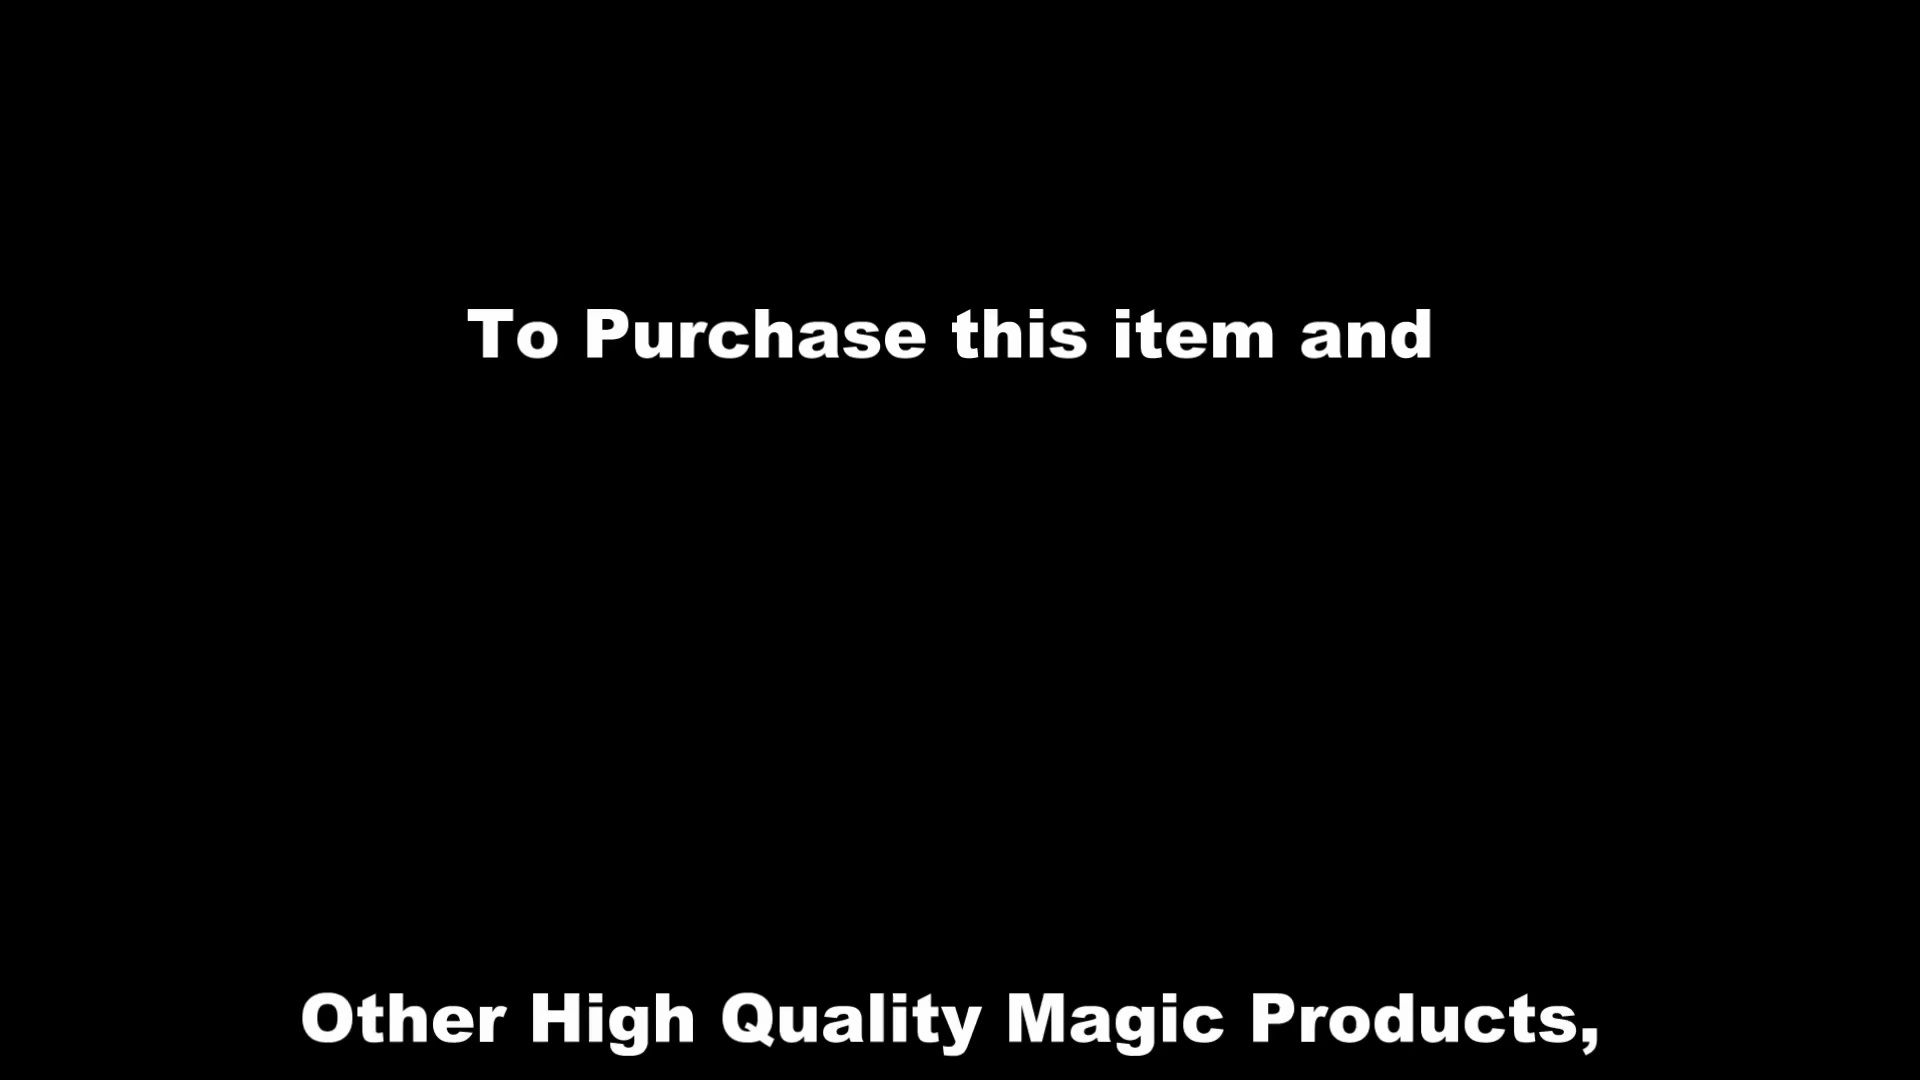 To Purchase this item and
Other High Quality Magic Products,